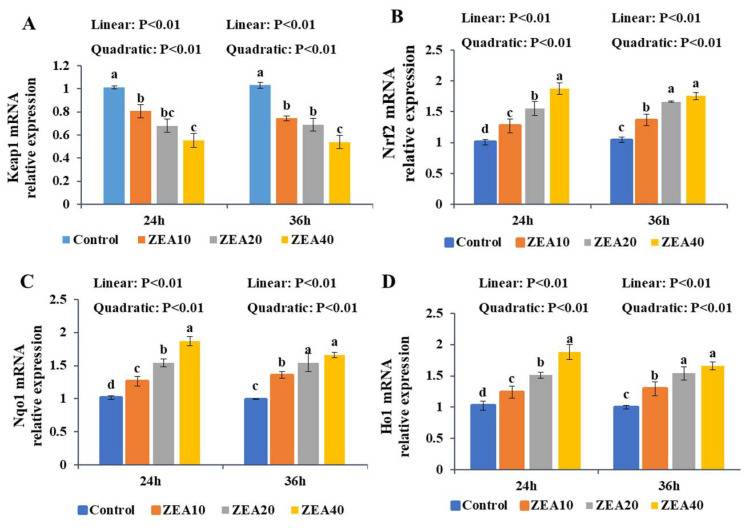 A
Linear: P<0.01 Linear: P<0.01
Quadratic: P<0.01 Quadratic: P<0.01
Keap1 mRNA
relative expression
1.2
1
0.8
0.6
0.4
0.2
0
a b bc c
a b b c
24h 36h
Control ZEA10 ZEA20 ZEA40
B
Linear: P<0.01 Linear: P<0.01
Quadratic: P<0.01 Quadratic: P<0.01
Nrf2 mRNA
relative expression
2
1.5
1
0.5
0
d c b a
c b a a
24h 36h
Control ZEA10 ZEA20 ZEA40
C
Linear: P<0.01 Linear: P<0.01
Quadratic: P<0.01 Quadratic: P<0.01
Nqo1 mRNA
relative expression
2.5
2
1.5
1
0.5
0
d c b a
c b a a
24h 36h
Control ZEA10 ZEA20 ZEA40
D
Linear: P<0.01 Linear: P<0.01
Quadratic: P<0.01 Quadratic: P<0.01
Ho1 mRNA
relative expression
2.5
2
1.5
1
0.5
0
d c b a
c b a a
24h 36h
Control ZEA10 ZEA20 ZEA40